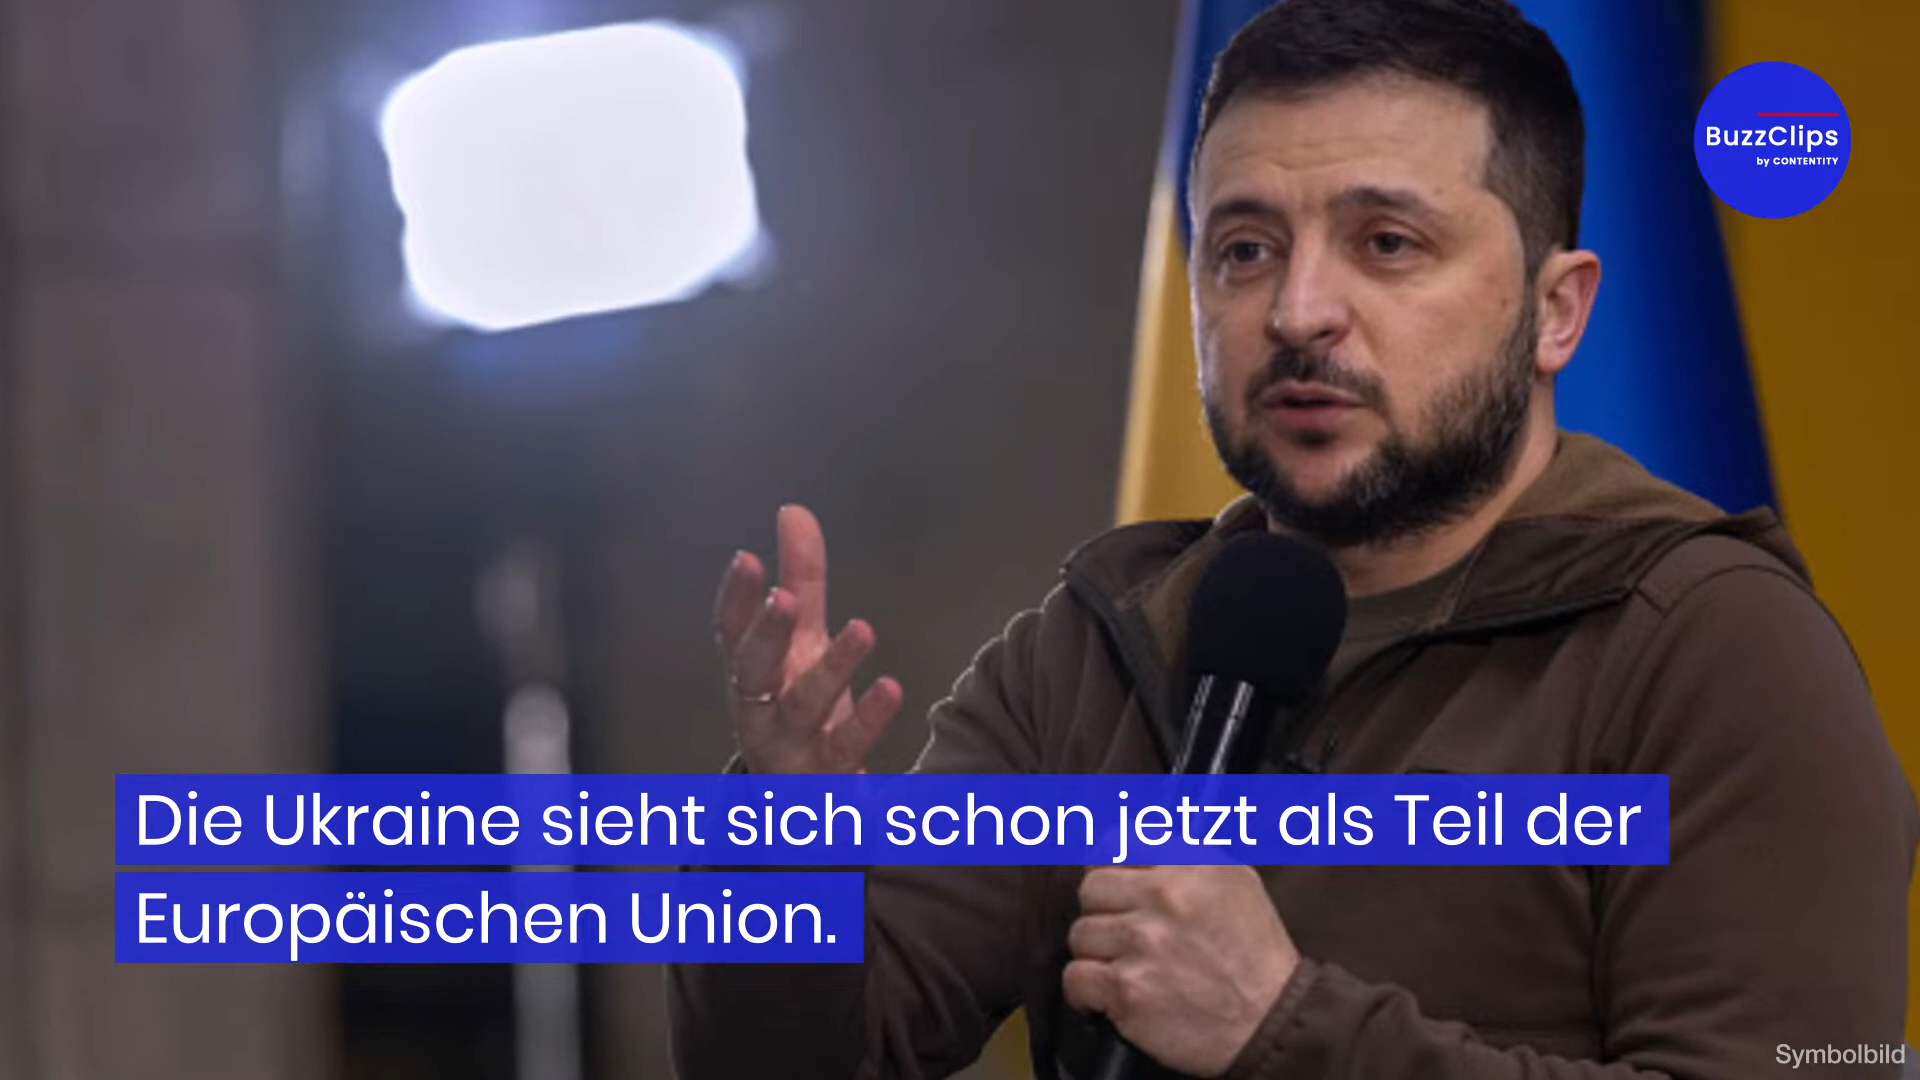 BuzzClips
by CONTENTITY
Die Ukraine sieht sich schon jetzt als Teil der
Europäischen Union.
Symbolbild